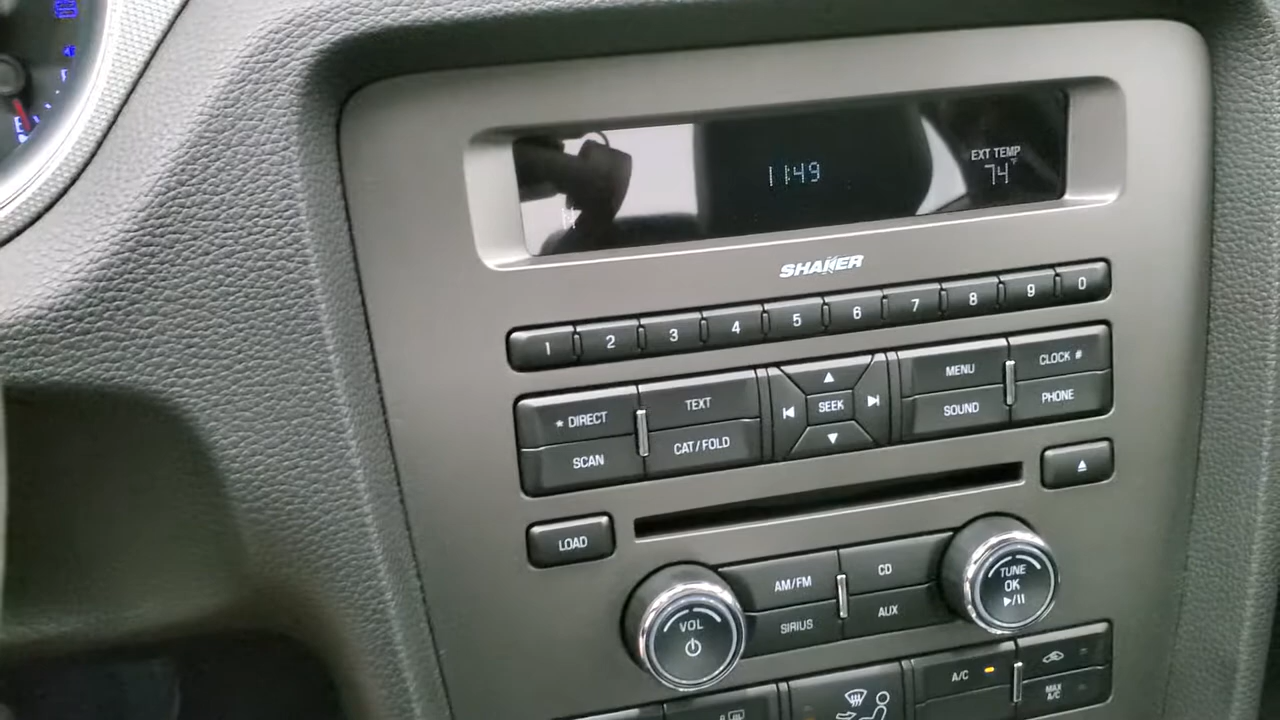 E
11:49
EXT TEMP
74°F
SHAKER
1 2 3 4 5 6 7 8 9 0
★ DIRECT
TEXT
SCAN
CAT/FOLD
SEEK
MENU
CLOCK #
SOUND
PHONE
LOAD
VOL
AM/FM
CD
SIRIUS
AUX
TUNE
OK
A/C
MAX
A/C
R